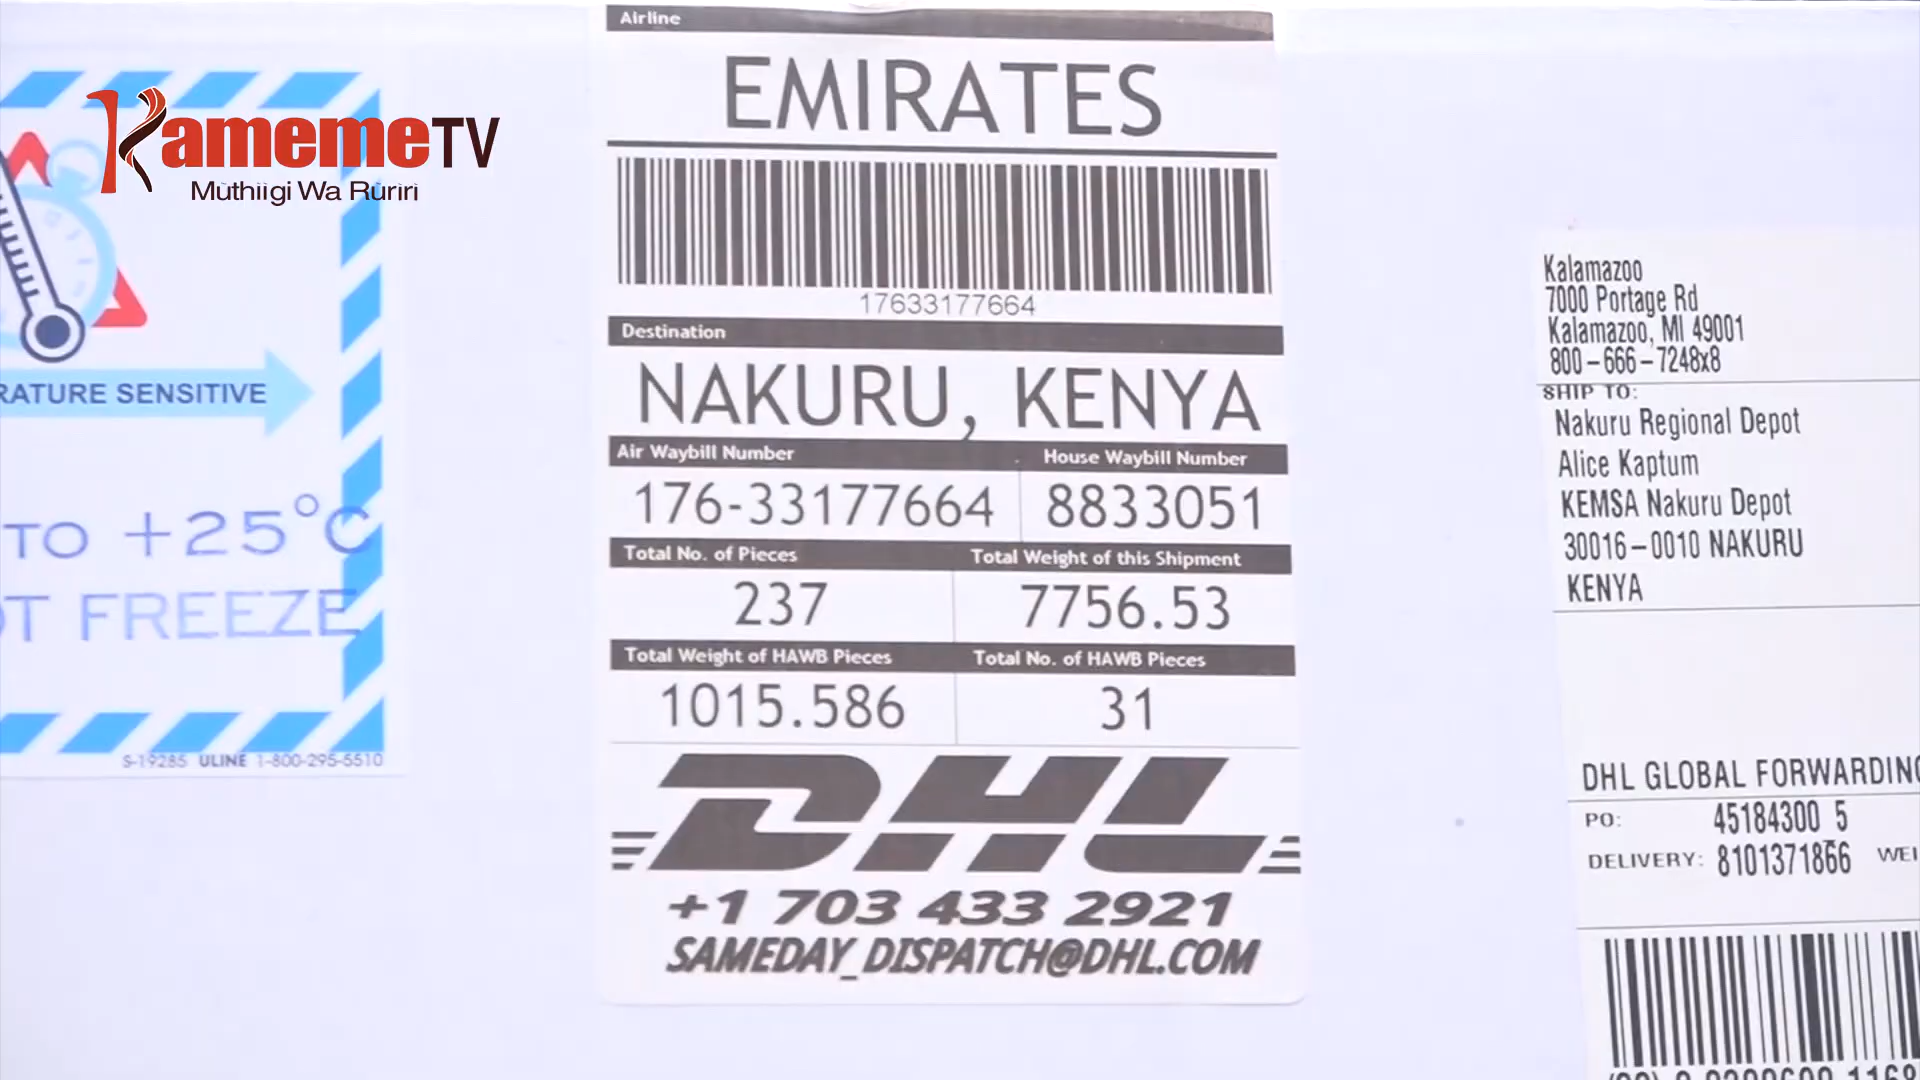 Kameme TV
Mũthiigi Wa Rũrĩrĩ
RATURE SENSITIVE
TO +25°C
OT FREEZE
S-19285 ULINE 1-800-295-5510
Airline
EMIRATES
17633177664
Destination
NAKURU, KENYA
Air Waybill Number House Waybill Number
176-33177664 8833051
Total No. of Pieces Total Weight of this Shipment
237 7756.53
Total Weight of HAWB Pieces Total No. of HAWB Pieces
1015.586 31
DHL
+1 703 433 2921
SAMEDAY_DISPATCH@DHL.COM
Kalamazoo
7000 Portage Rd
Kalamazoo, MI 49001
800-666-7248x8
SHIP TO:
Nakuru Regional Depot
Alice Kaptum
KEMSA Nakuru Depot
30016-0010 NAKURU
KENYA
DHL GLOBAL FORWARDING
PO: 45184300 5
DELIVERY: 8101371866 WEI